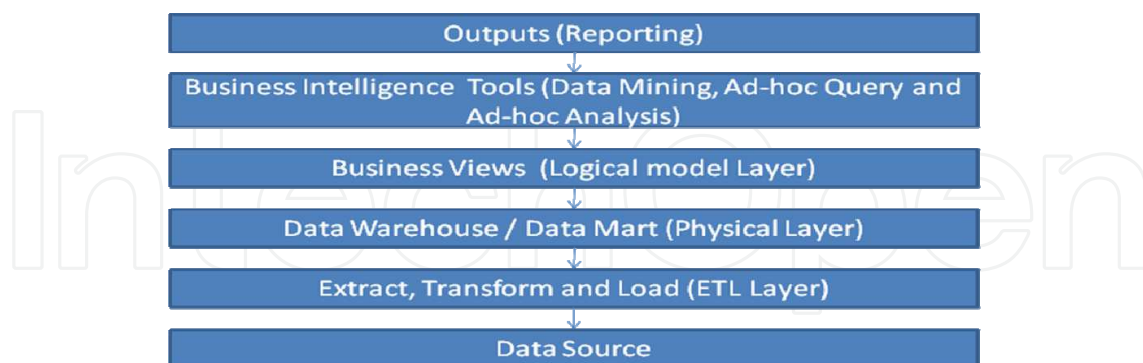 Outputs (Reporting)
Business Intelligence Tools (Data Mining, Ad-hoc Query and
Ad-hoc Analysis)
IntechOpen
Business Views (Logical model Layer)
Data Warehouse / Data Mart (Physical Layer)
Extract, Transform and Load (ETL Layer)
Data Source